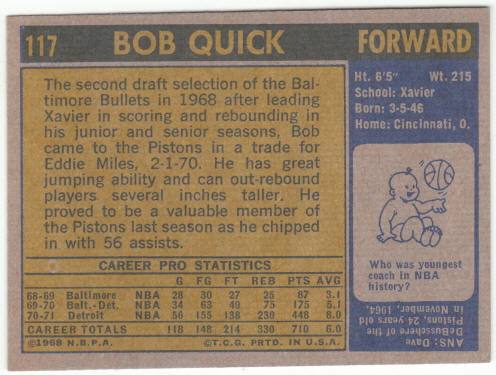 117 BOB QUICK FORWARD
The second draft selection of the Bal-
timore Bullets in 1968 after leading
Xavier in scoring and rebounding in
his junior and senior seasons, Bob
came to the Pistons in a trade for
Eddie Miles, 2-1-70. He has great
jumping ability and can out-rebound
players several inches taller. He
proved to be a valuable member of
the Pistons last season as he chipped
in with 56 assists.
CAREER PRO STATISTICS
G FG FT REB PTS AVG
68-69 Baltimore NBA 28 30 27 25 87 3.1
69-70 Balt.-Det. NBA 34 63 49 75 175 5.1
70-71 Detroit NBA 56 155 138 230 448 8.0
CAREER TOTALS 118 148 214 330 710 6.0
©1968 N.B.P.A. ©T.C.G. PRTD. IN U.S.A.
Ht. 6'5" Wt. 215
School: Xavier
Born: 3-5-46
Home: Cincinnati, O.
Who was youngest
coach in NBA
history?
ANS: Dave
DeBusschere of the
Pistons, 24 years old
in November, 1964.